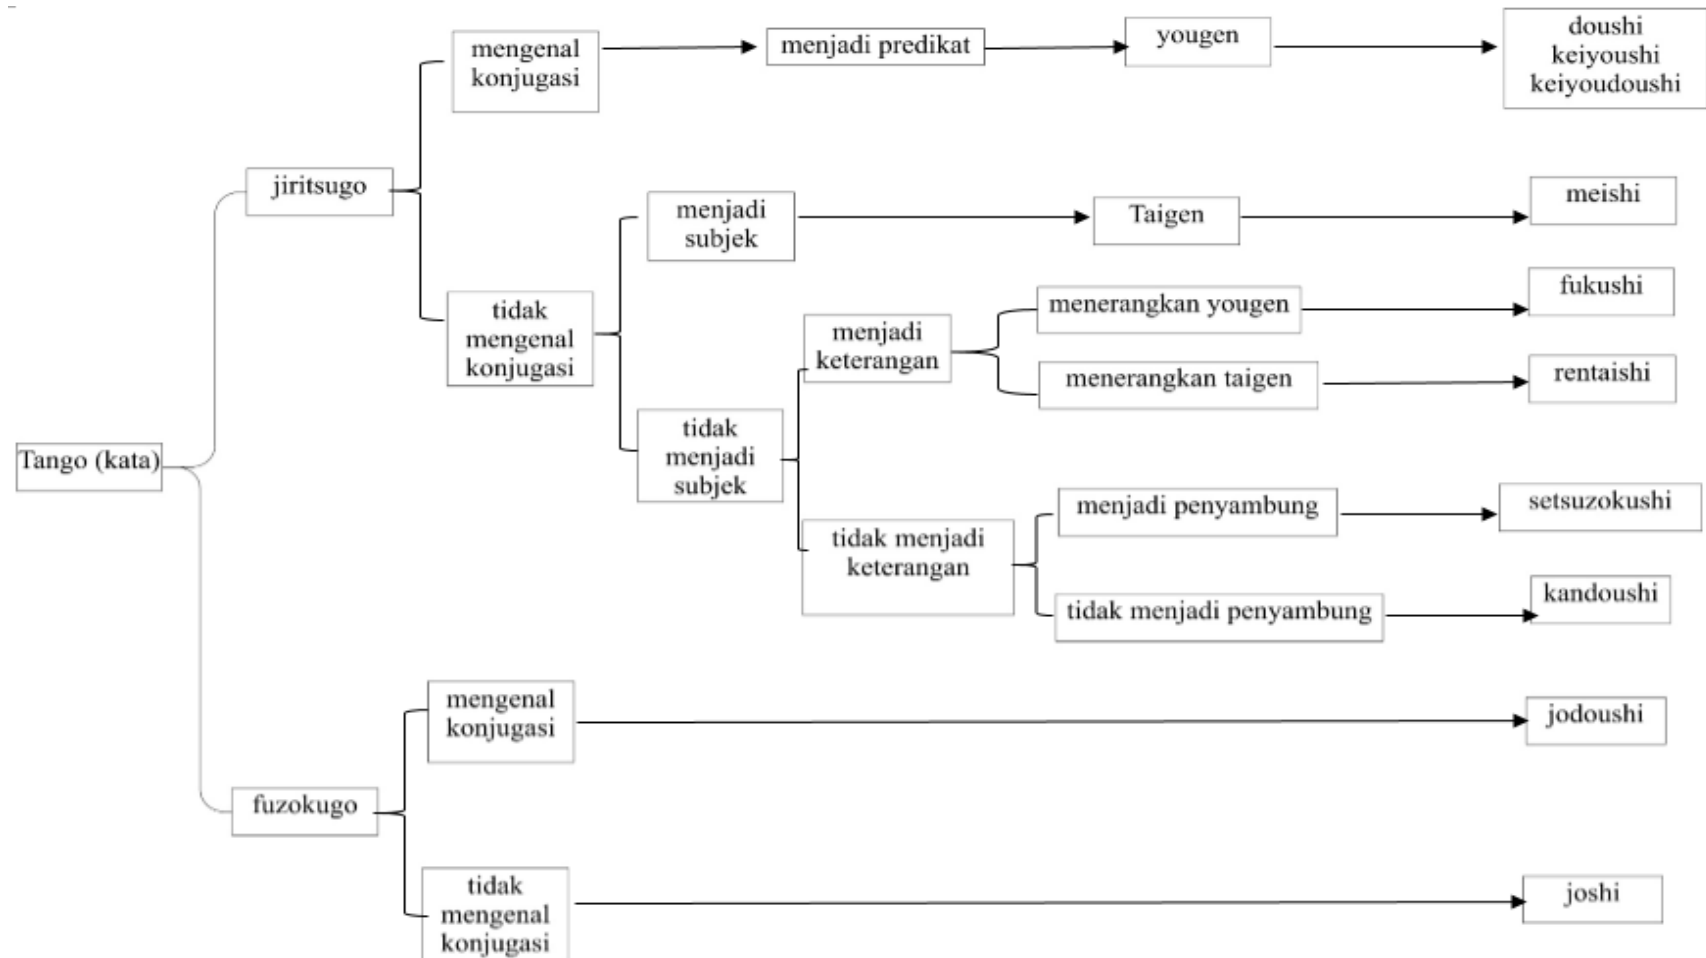 mengenal
konjugasi
menjadi predikat
yougen
doushi
keiyoushi
keiyoudoushi
jiritsugo
menjadi
subjek
Taigen
meishi
tidak
mengenal
konjugasi
menjadi
keterangan
menerangkan yougen
fukushi
menerangkan taigen
rentaishi
tidak
menjadi
subjek
Tango (kata)
tidak menjadi
keterangan
menjadi penyambung
setsuzokushi
tidak menjadi penyambung
kandoushi
mengenal
konjugasi
jodoushi
fuzokugo
tidak
mengenal
konjugasi
joshi